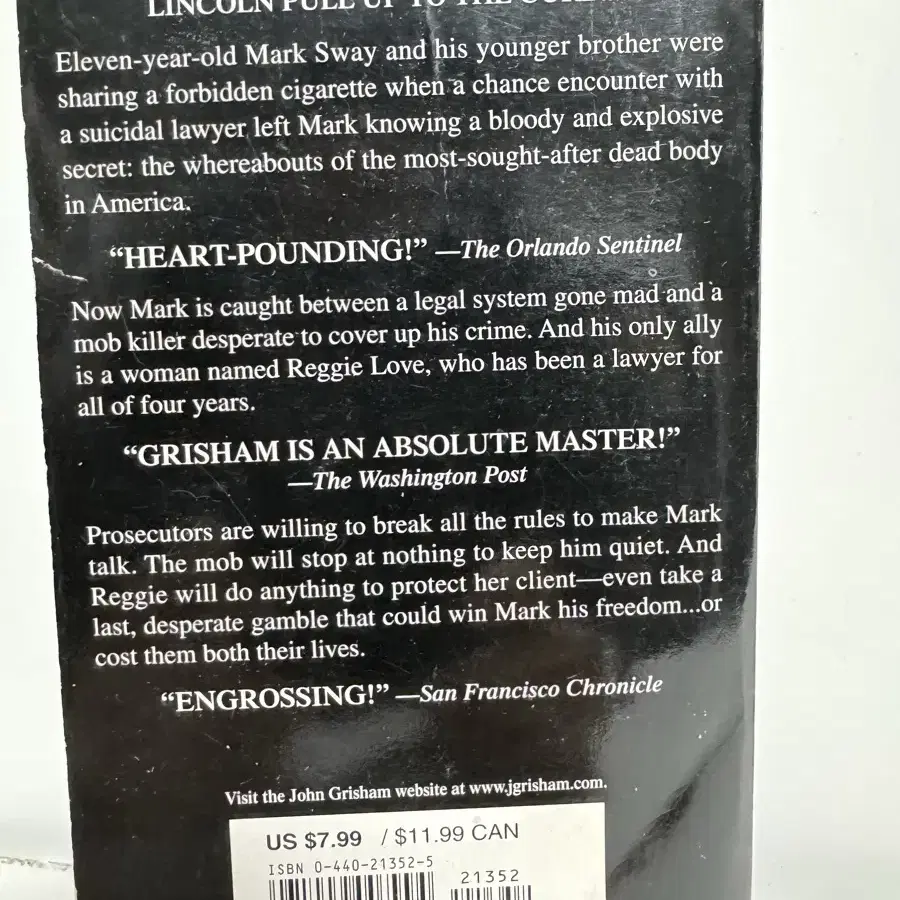 LINCOLN PULL UP TO THE
Eleven-year-old Mark Sway and his younger brother were
sharing a forbidden cigarette when a chance encounter with
a suicidal lawyer left Mark knowing a bloody and explosive
secret: the whereabouts of the most-sought-after dead body
in America.
“HEART-POUNDING!” —The Orlando Sentinel
Now Mark is caught between a legal system gone mad and a
mob killer desperate to cover up his crime. And his only ally
is a woman named Reggie Love, who has been a lawyer for
all of four years.
“GRISHAM IS AN ABSOLUTE MASTER!”
—The Washington Post
Prosecutors are willing to break all the rules to make Mark
talk. The mob will stop at nothing to keep him quiet. And
Reggie will do anything to protect her client—even take a
last, desperate gamble that could win Mark his freedom...or
cost them both their lives.
“ENGROSSING!” —San Francisco Chronicle
Visit the John Grisham website at www.jgrisham.com.
US $7.99 / $11.99 CAN
ISBN 0-440-21352-5
21352